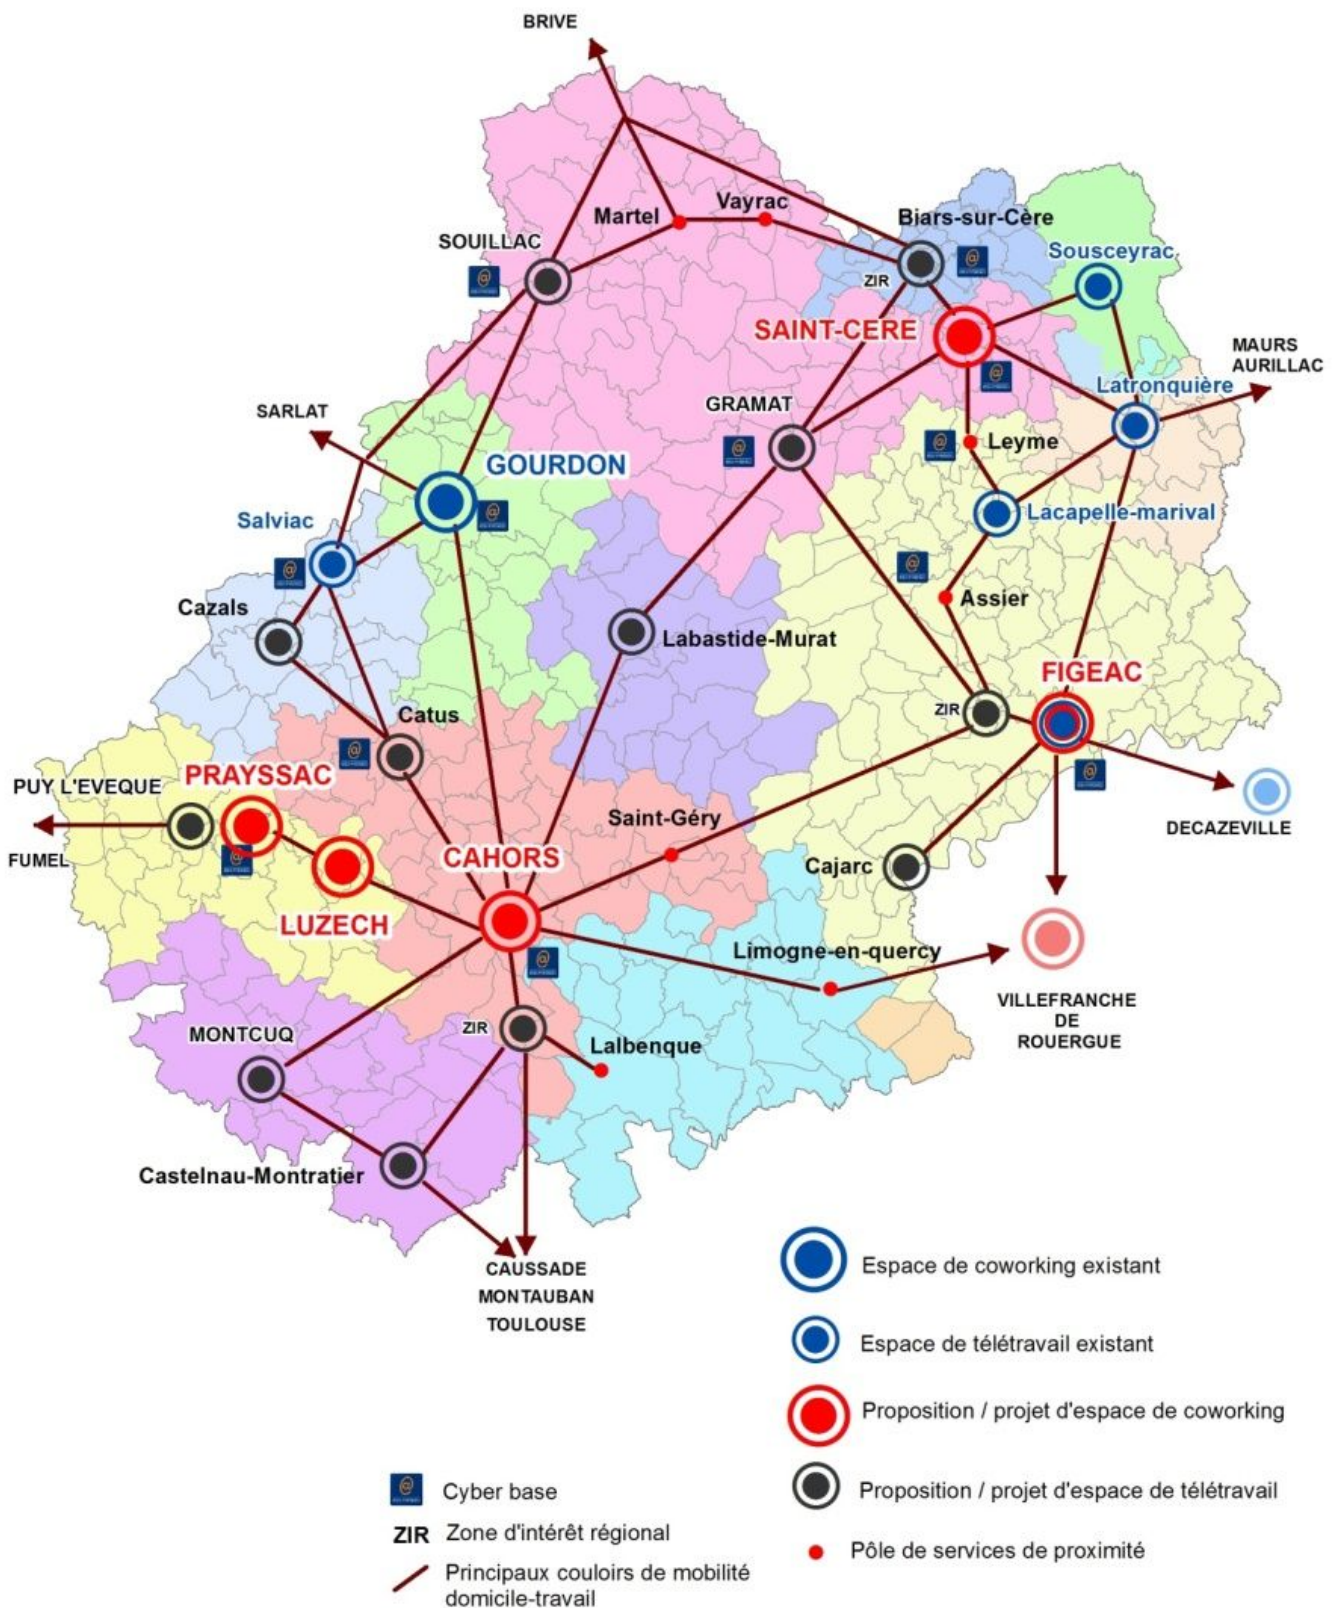 BRIVE
Martel
Vayrac
Biars-sur-Cère
SOUILLAC
Sousceyrac
ZIR
SAINT-CERE
MAURS
AURILLAC
Latronquière
SARLAT
GRAMAT
Leyme
GOURDON
Lacapelle-marival
Salviac
Cazals
Assier
Labastide-Murat
FIGEAC
ZIR
Catus
PRAYSSAC
PUY L'EVEQUE
Saint-Géry
DECAZEVILLE
FUMEL
CAHORS
Cajarc
LUZECH
Limogne-en-quercy
VILLEFRANCHE
DE
ROUERGUE
MONTCUQ
ZIR
Lalbenque
Castelnau-Montratier
CAUSSADE
MONTAUBAN
TOULOUSE
Espace de coworking existant
Espace de télétravail existant
Proposition / projet d'espace de coworking
Proposition / projet d'espace de télétravail
Pôle de services de proximité
Cyber base
ZIR Zone d'intérêt régional
Principaux couloirs de mobilité
domicile-travail